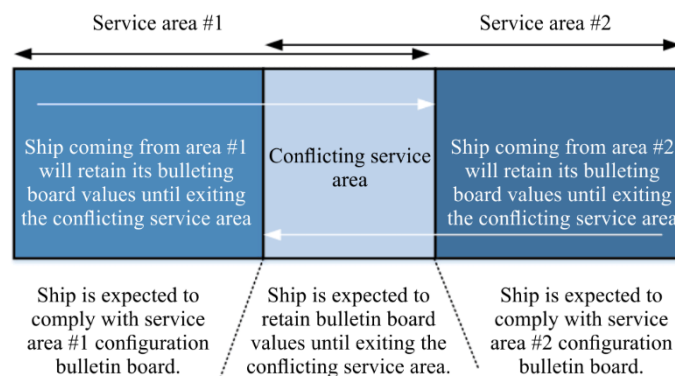 Service area #1
Service area #2
Ship coming from area #1
will retain its bulleting
board values until exiting
the conflicting service area
Conflicting service
area
Ship coming from area #2
will retain its bulleting
board values until exiting
the conflicting service area
Ship is expected to
comply with service
area #1 configuration
bulletin board.
Ship is expected to
retain bulletin board
values until exiting the
conflicting service area.
Ship is expected to
comply with service
area #2 configuration
bulletin board.